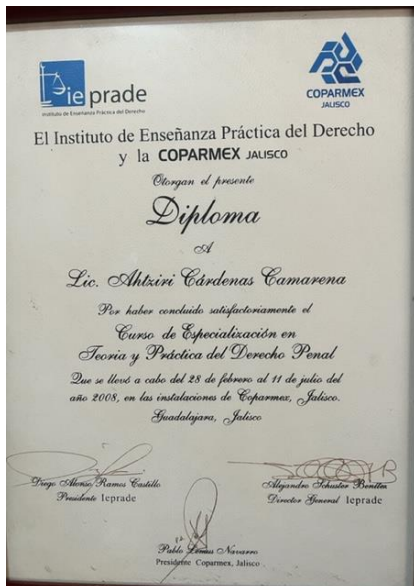 ieprade
Instituto de Enseñanza Práctica del Derecho
COPARMEX
JALISCO
El Instituto de Enseñanza Práctica del Derecho
y la COPARMEX JALISCO
Otorgan el presente
Diploma
A
Lic. Ahtziri Cárdenas Camarena
Por haber concluido satisfactoriamente el
Curso de Especialización en
Teoría y Práctica del Derecho Penal
Que se llevó a cabo del 28 de febrero al 11 de julio del
año 2008, en las instalaciones de Coparmex, Jalisco.
Guadalajara, Jalisco
Diego Alonso Ramos Castillo
Presidente Ieprade
Alejandro Schuster
Director General Ieprade
Pablo Lemus Navarro
Presidente Coparmex, Jalisco